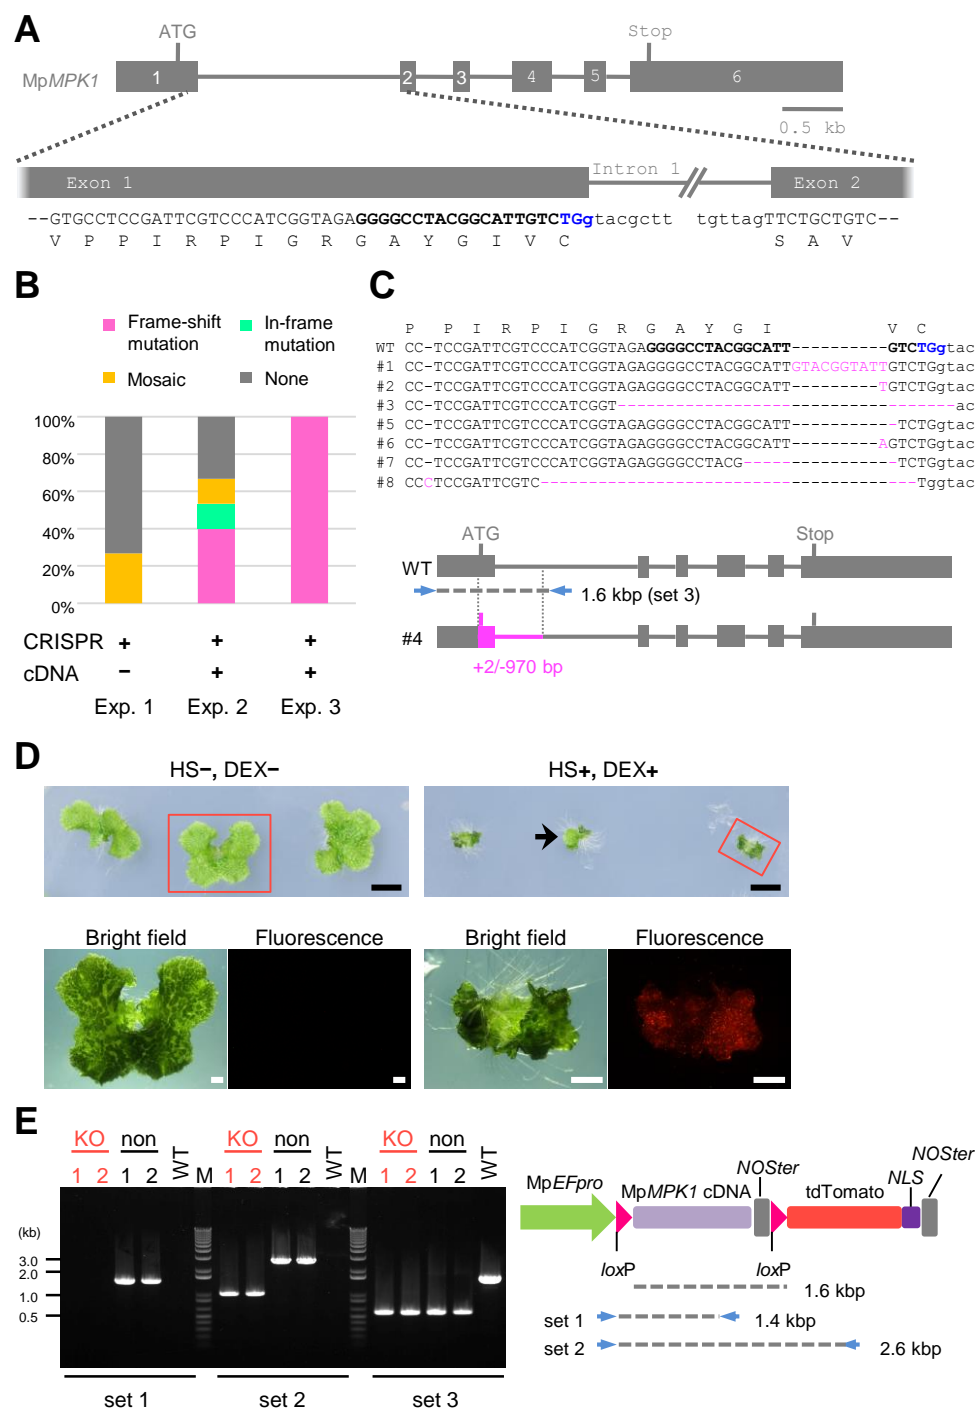 A
ATG
Stop
MpMPK1
1
2
3
4
5
6
0.5 kb
Exon 1
Intron 1
Exon 2
--GTGCCTCCGATTCGTCCCATCGGTAGAGGGGCCTACGGCATTGTCTGgtacgctt tgttagTTCTGCTGTC--
V P P I R P I G R G A Y G I V C S A V
B
Frame-shift mutation
In-frame mutation
Mosaic
None
100%
80%
60%
40%
20%
0%
CRISPR + + +
cDNA − + +
Exp. 1 Exp. 2 Exp. 3
C
P P I R P I G R G A Y G I V C
WT CC-TCCGATTCGTCCCATCGGTAGAGGGGCCTACGGCATT----------GTCTGgtac
#1 CC-TCCGATTCGTCCCATCGGTAGAGGGGCCTACGGCATTGTACGGTATTGTCTGgtac
#2 CC-TCCGATTCGTCCCATCGGTAGAGGGGCCTACGGCATT---------TGTCTGgtac
#3 CC-TCCGATTCGTCCCATCGGT-----------------------------------ac
#5 CC-TCCGATTCGTCCCATCGGTAGAGGGGCCTACGGCATT-----------TCTGgtac
#6 CC-TCCGATTCGTCCCATCGGTAGAGGGGCCTACGGCATT---------AGTCTGgtac
#7 CC-TCCGATTCGTCCCATCGGTAGAGGGGCCTACG----------------TCTGgtac
#8 CCCTCCGATTCGTC---------------------------------------Tggtac
ATG
Stop
WT
1.6 kbp (set 3)
#4
+2/-970 bp
D
HS−, DEX−
HS+, DEX+
Bright field
Fluorescence
Bright field
Fluorescence
E
KO non WT M KO non WT M KO non WT
1 2 1 2 1 2 1 2 1 2 1 2
(kb)
3.0
2.0
1.0
0.5
set 1
set 2
set 3
MpEFpro
MpMPK1 cDNA
NOSter
tdTomato
NLS
NOSter
loxP
loxP
1.6 kbp
set 1
1.4 kbp
set 2
2.6 kbp